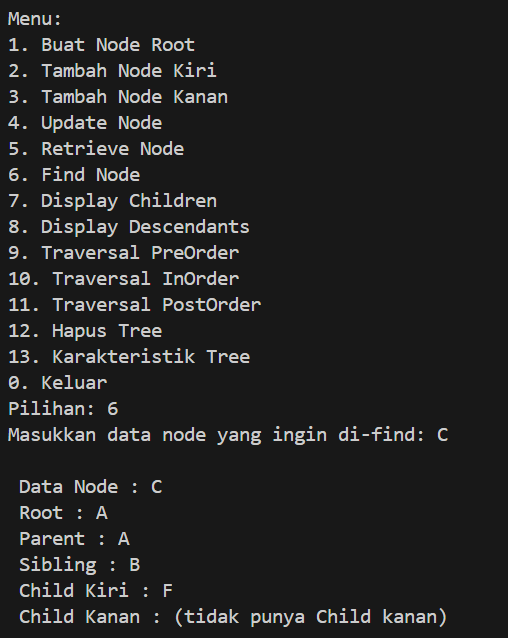 Menu:
1. Buat Node Root
2. Tambah Node Kiri
3. Tambah Node Kanan
4. Update Node
5. Retrieve Node
6. Find Node
7. Display Children
8. Display Descendants
9. Traversal PreOrder
10. Traversal InOrder
11. Traversal PostOrder
12. Hapus Tree
13. Karakteristik Tree
0. Keluar
Pilihan: 6
Masukkan data node yang ingin di-find: C
Data Node : C
Root : A
Parent : A
Sibling : B
Child Kiri : F
Child Kanan : (tidak punya Child kanan)